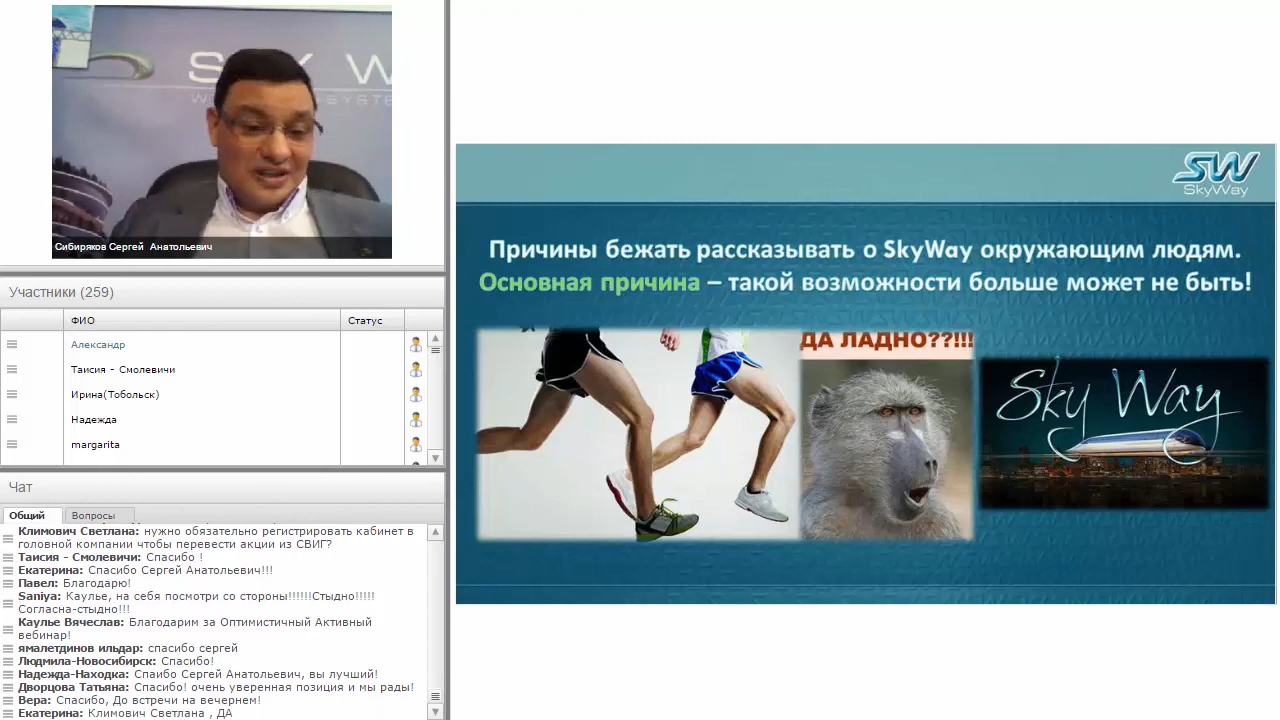 SKY W
W
SYSTE
Сибиряков Сергей Анатольевич
Участники (259)
ФИО
Статус
Александр
Таисия - Смолевичи
Ирина(Тобольск)
Надежда
margarita
Чат
Общий
Вопросы
Климович Светлана: нужно обязательно регистрировать кабинет в
головной компании чтобы перевести акции из СВИГ?
Таисия - Смолевичи: Спасибо !
Екатерина: Спасибо Сергей Анатольевич!!!
Павел: Благодарю!
Saniya: Каулье, на себя посмотри со стороны!!!!!!Стыдно!!!!!
Согласна-стыдно!!!
Каулье Вячеслав: Благодарим за Оптимистичный Активный
вебинар!
ямалетдинов ильдар: спасибо сергей
Людмила-Новосибирск: Спасибо!
Надежда-Находка: Спаибо Сергей Анатольевич, вы лучший!
Дворцова Татьяна: Спасибо! очень уверенная позиция и мы рады!
Вера: Спасибо, До встречи на вечернем!
Екатерина: Климович Светлана , ДА
SW
SkyWay
Причины бежать рассказывать о SkyWay окружающим людям.
Основная причина – такой возможности больше может не быть!
ДА ЛАДНО??!!!
Sky Way